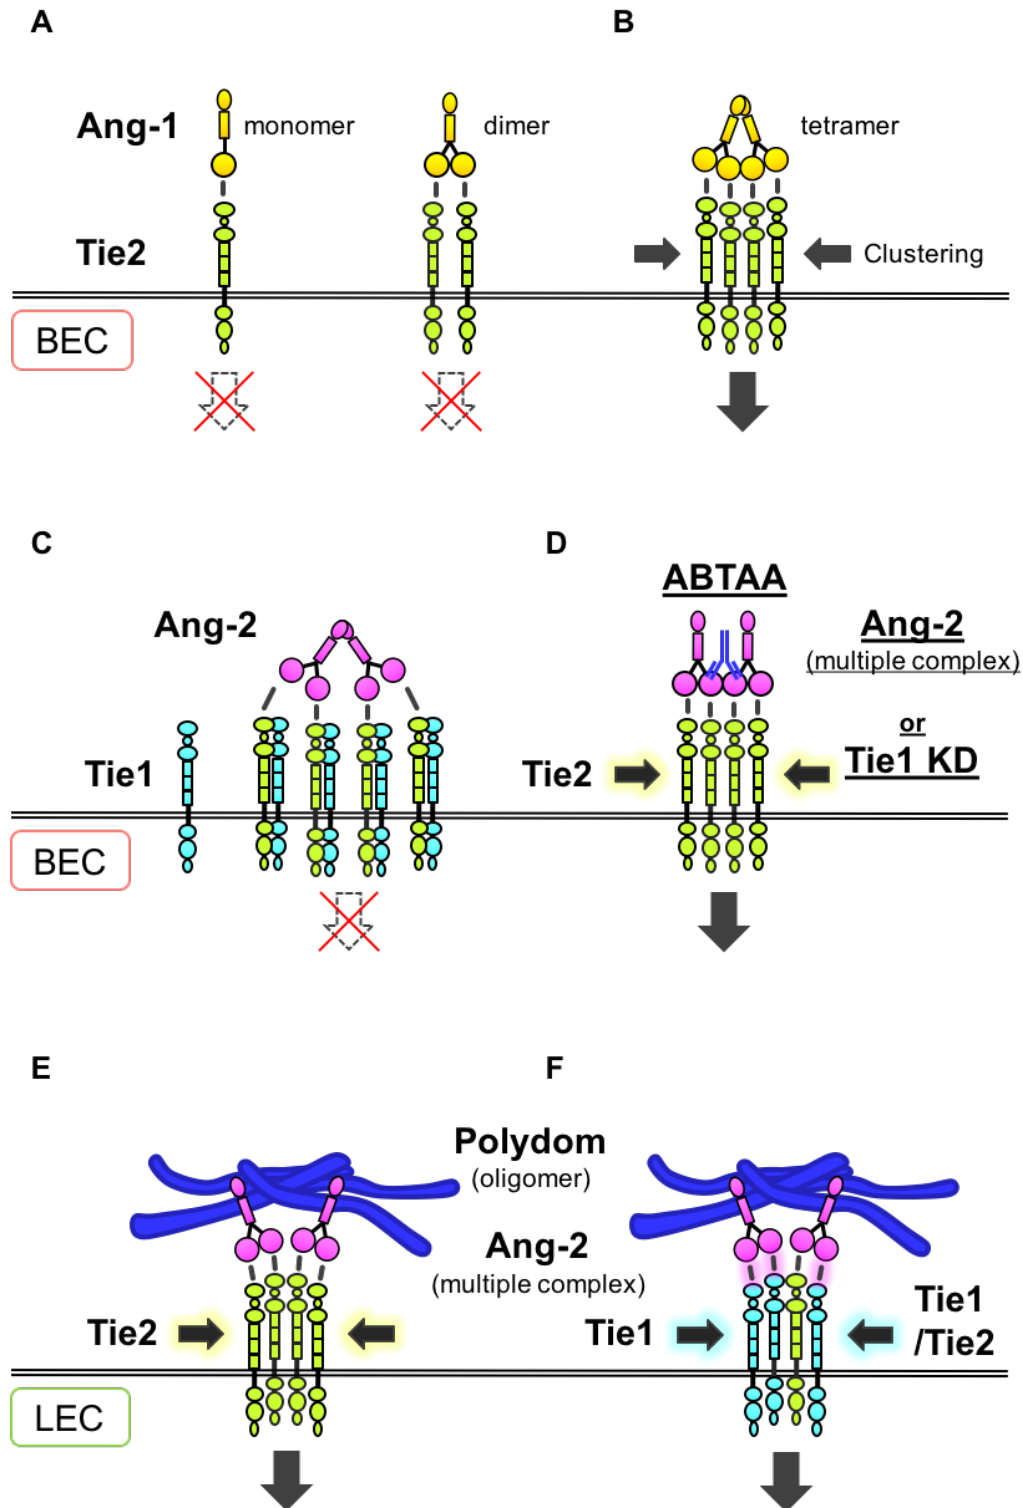 A
B
Ang-1
monomer
dimer
tetramer
Tie2
Clustering
BEC
C
D
ABTAA
Ang-2
Ang-2
(multiple complex)
or
Tie1
Tie2
Tie1 KD
BEC
E
F
Polydom
(oligomer)
Ang-2
(multiple complex)
Tie2
Tie1
Tie1
/Tie2
LEC